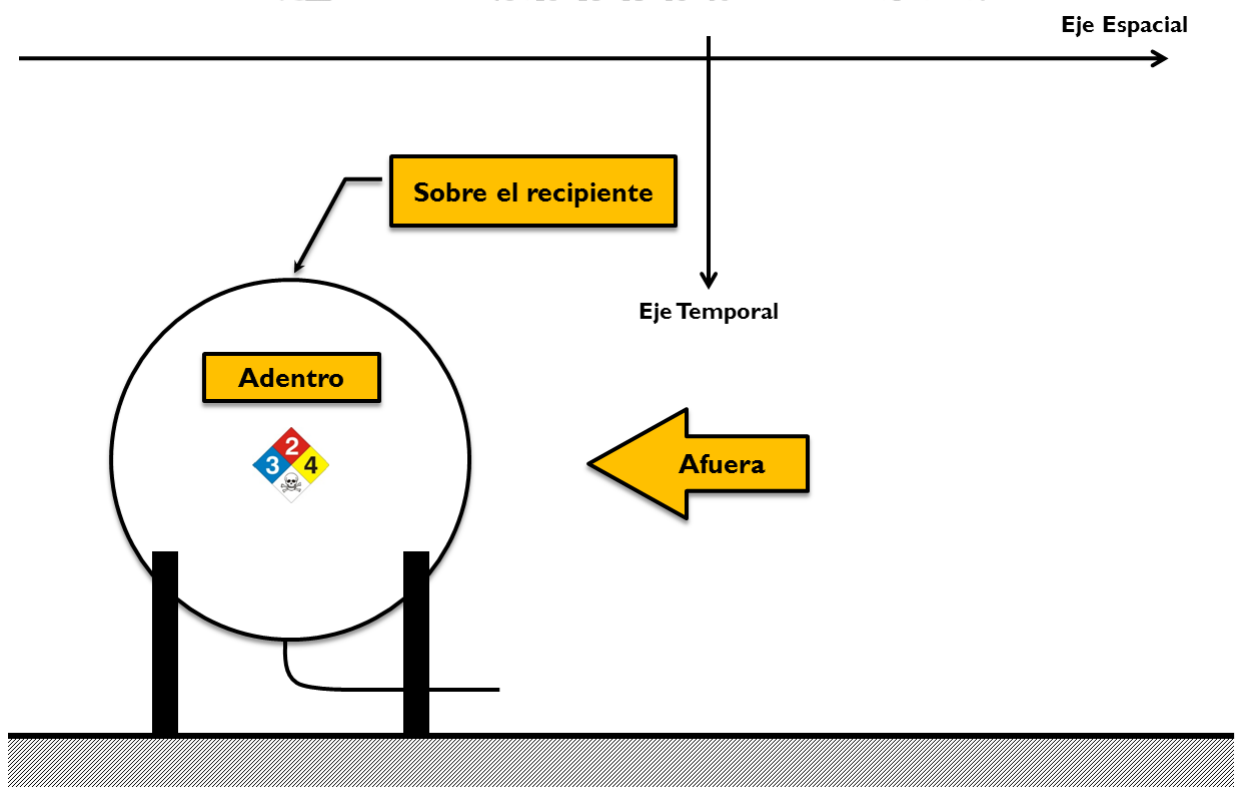 Eje Espacial
Sobre el recipiente
Eje Temporal
Adentro
2
3 4
Afuera